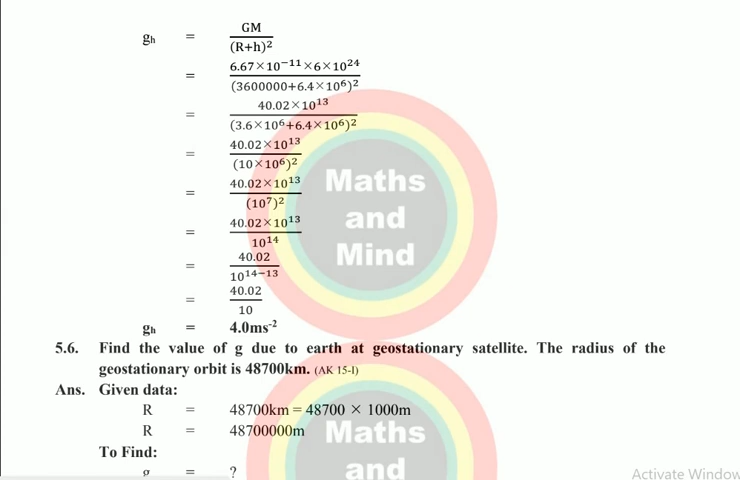 gh = GM/(R+h)²
= 6.67×10⁻¹¹×6×10²⁴/(3600000+6.4×10⁶)²
= 40.02×10¹³/(3.6×10⁶+6.4×10⁶)²
= 40.02×10¹³/(10×10⁶)²
= 40.02×10¹³/(10⁷)²
= 40.02×10¹³/10¹⁴
= 40.02/10¹⁴⁻¹³
= 40.02/10
gh = 4.0ms⁻²
Maths
and
Mind
5.6. Find the value of g due to earth at geostationary satellite. The radius of the
geostationary orbit is 48700km. (AK 15-I)
Ans. Given data:
R = 48700km = 48700 × 1000m
R = 48700000m
To Find:
g = ?
Maths
and
Activate Window